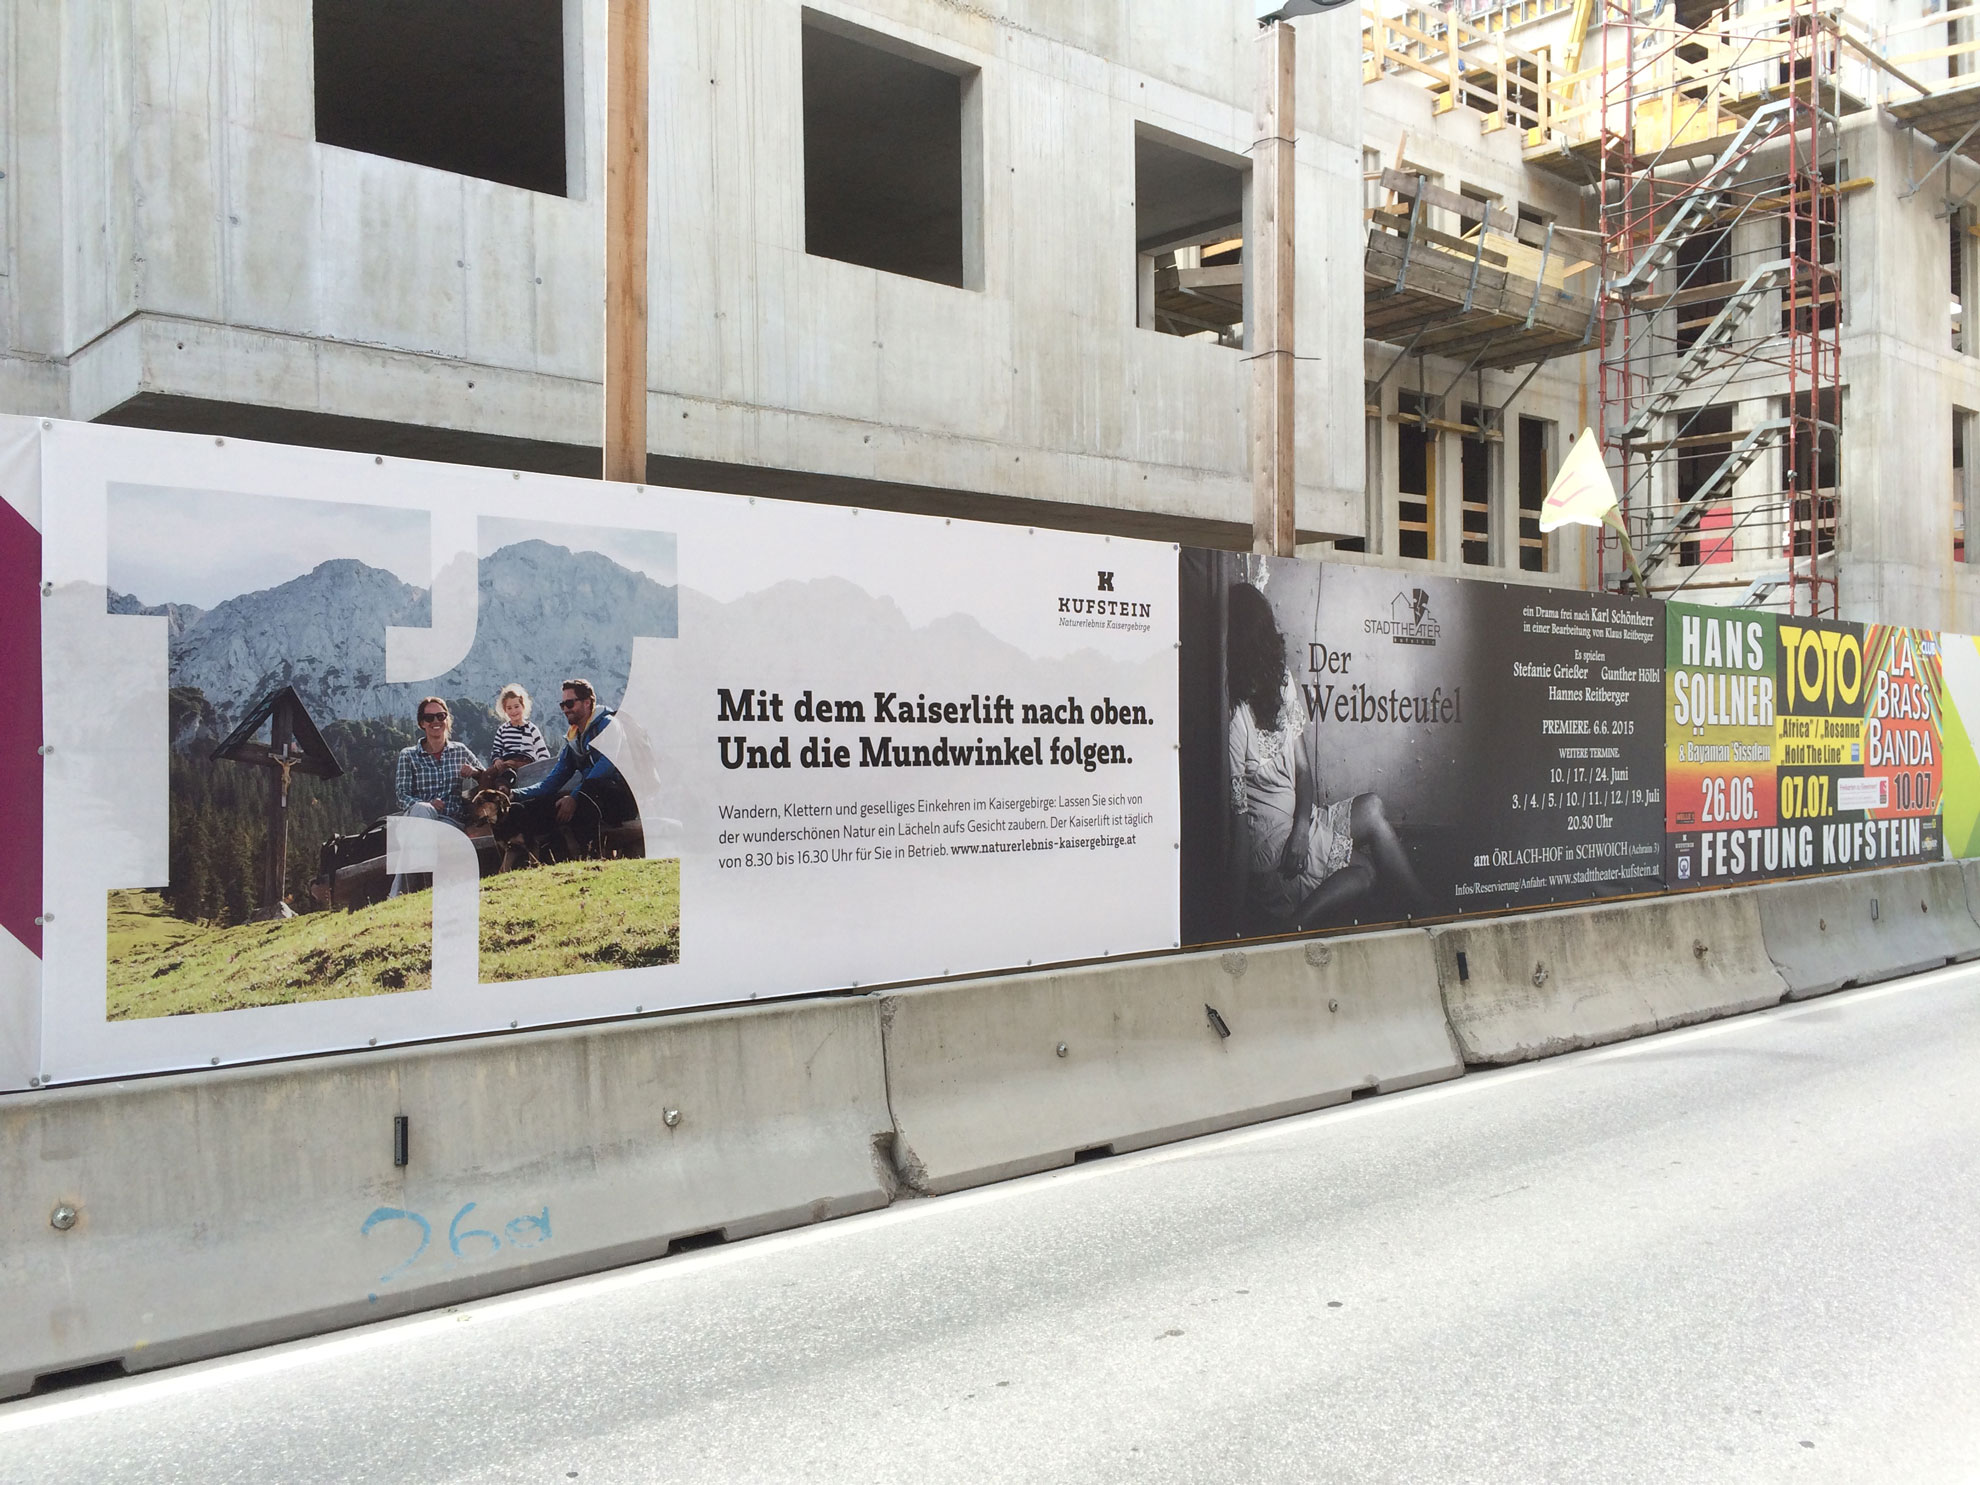 K
KUFSTEIN
Naturerlebnis Kaisergebirge
Mit dem Kaiserlift nach oben.
Und die Mundwinkel folgen.
Wandern, Klettern und geselliges Einkehren im Kaisergebirge: Lassen Sie sich von
der wunderschönen Natur ein Lächeln aufs Gesicht zaubern. Der Kaiserlift ist täglich
von 8.30 bis 16.30 Uhr für Sie in Betrieb. www.naturerlebnis-kaisergebirge.at
STADTTHEATER
kufstein
Der
Weibsteufel
ein Drama frei nach Karl Schönherr
in einer Bearbeitung von Klaus Reitberger
Es spielen
Stefanie Grießer Gunther Hölbl
Hannes Reitberger
PREMIERE: 6.6. 2015
WEITERE TERMINE:
10. / 17. / 24. Juni
3. / 4. / 5. / 10. / 11. / 12. / 19. Juli
20.30 Uhr
am ÖRLACH-HOF in SCHWOICH (Achrain 3)
Infos/Reservierung/Anfahrt: www.stadttheater-kufstein.at
HANS
SÖLLNER
& Bayaman'Sissdem
26.06.
TOTO
„Africa" / „Rosanna"
„Hold The Line"
07.07.
CLUB
LA
BRASS
BANDA
10.07.
FESTUNG KUFSTEIN
26a